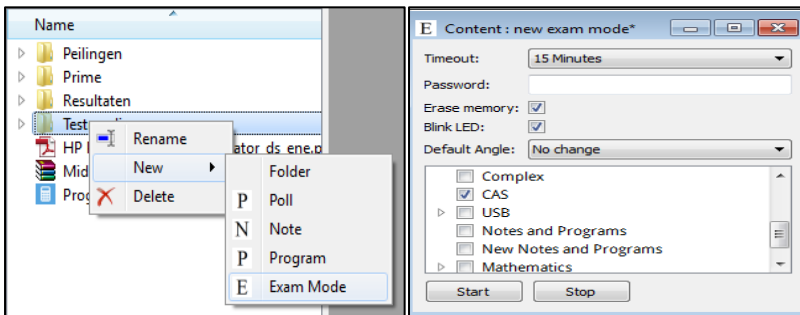 Name
Peilingen
Prime
Resultaten
Test
HP ator_ds_ene.p
Mid
Prog
Rename
New
Delete
Folder
P Poll
N Note
P Program
E Exam Mode
E Content : new exam mode*
Timeout: 15 Minutes
Password:
Erase memory:
Blink LED:
Default Angle: No change
Complex
CAS
USB
Notes and Programs
New Notes and Programs
Mathematics
Start Stop